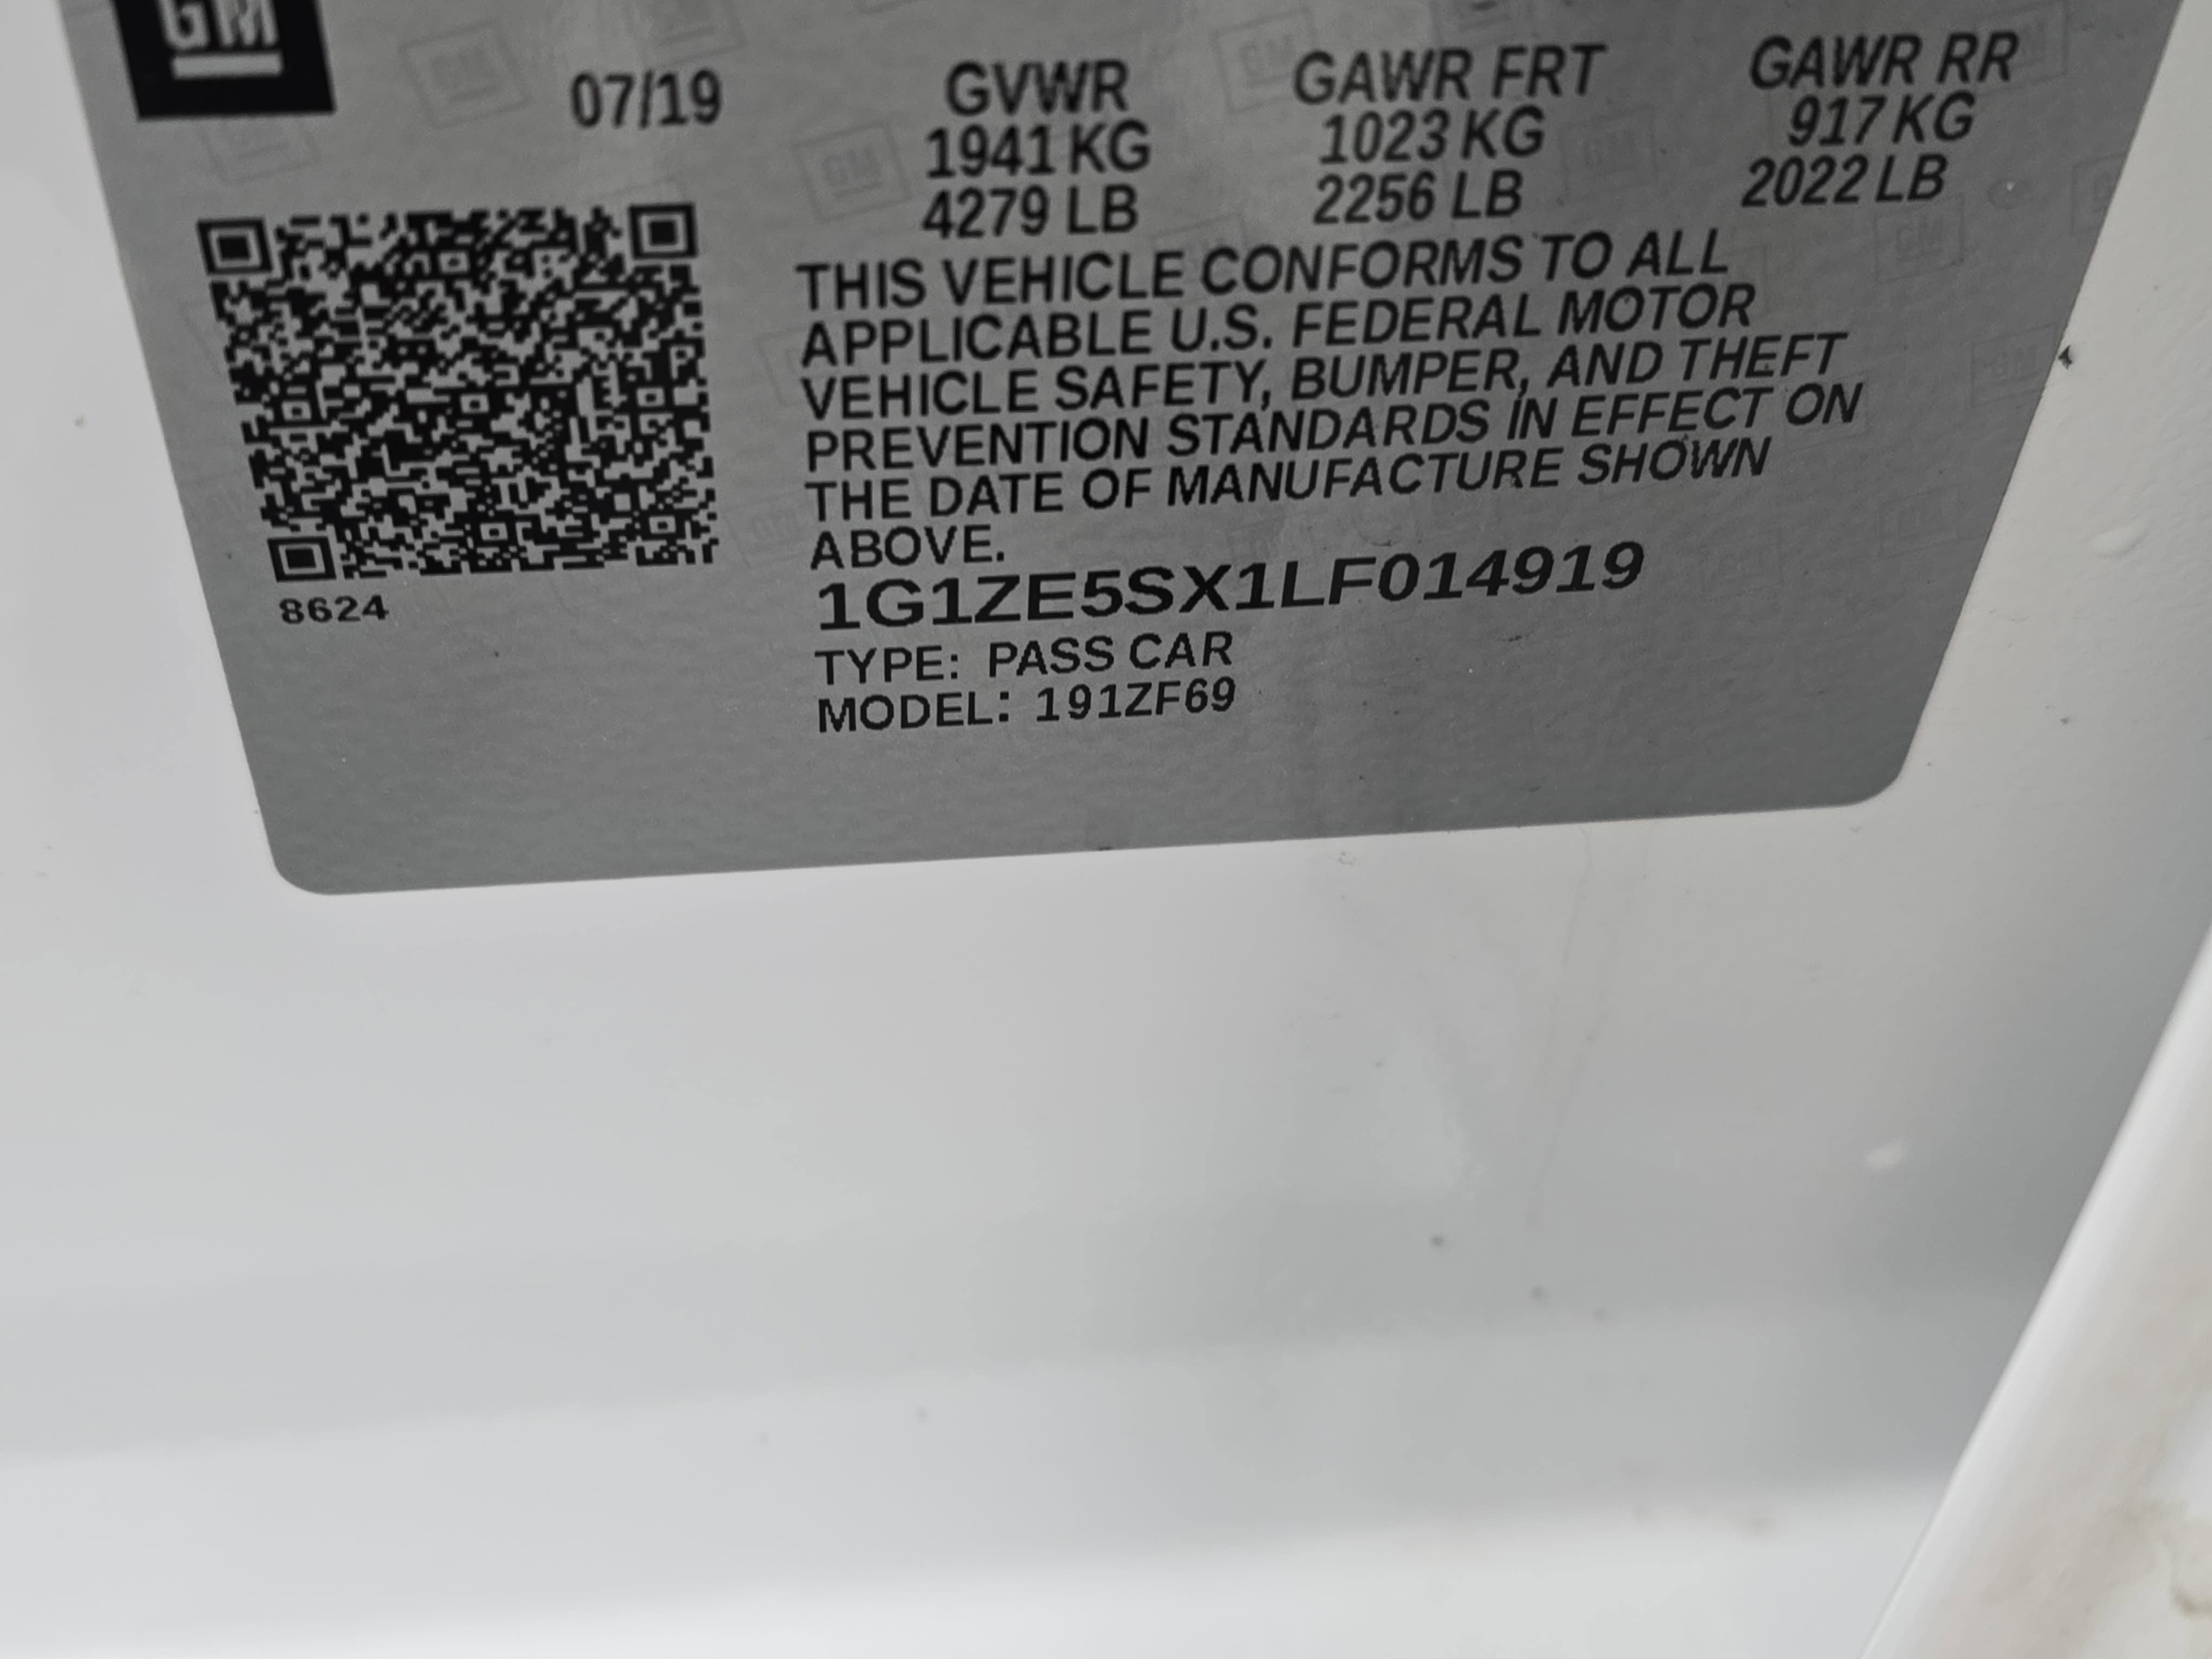 GM
07/19
GVWR GAWR FRT GAWR RR
1941 KG 1023 KG 917 KG
4279 LB 2256 LB 2022 LB
THIS VEHICLE CONFORMS TO ALL
APPLICABLE U.S. FEDERAL MOTOR
VEHICLE SAFETY, BUMPER, AND THEFT
PREVENTION STANDARDS IN EFFECT ON
THE DATE OF MANUFACTURE SHOWN
ABOVE.
1G1ZE5SX1LF014919
8624
TYPE: PASS CAR
MODEL: 191ZF69